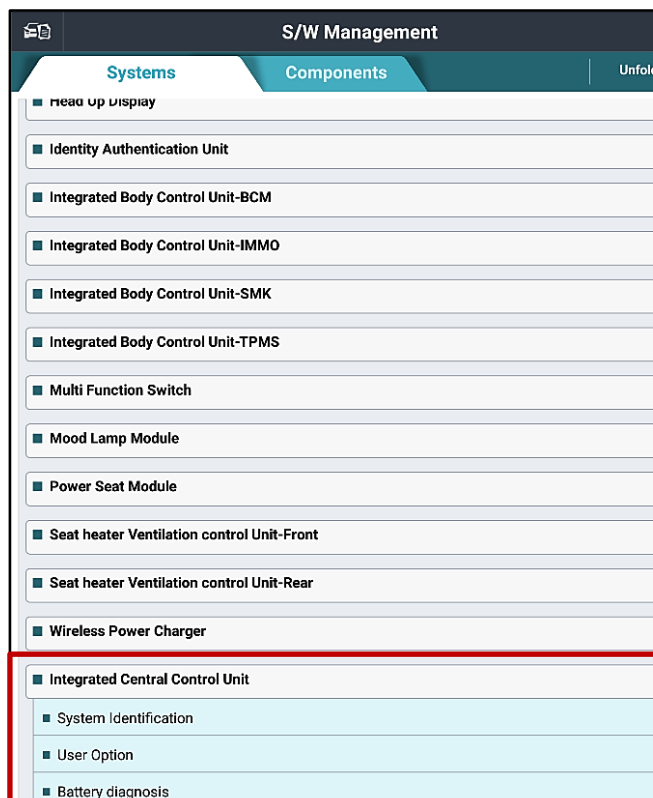 S/W Management
Systems
Components
Head Up Display
Identity Authentication Unit
Integrated Body Control Unit-BCM
Integrated Body Control Unit-IMMO
Integrated Body Control Unit-SMK
Integrated Body Control Unit-TPMS
Multi Function Switch
Mood Lamp Module
Power Seat Module
Seat heater Ventilation control Unit-Front
Seat heater Ventilation control Unit-Rear
Wireless Power Charger
Integrated Central Control Unit
System Identification
User Option
Battery diagnosis